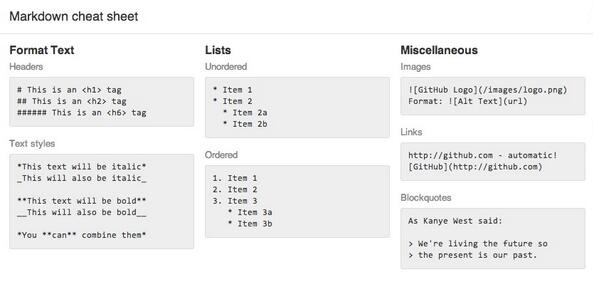 Markdown cheat sheet
Format Text
Headers
# This is an <h1> tag
## This is an <h2> tag
###### This is an <h6> tag
Text styles
*This text will be italic*
_This will also be italic_
**This text will be bold**
__This will also be bold__
*You **can** combine them*
Lists
Unordered
* Item 1
* Item 2
  * Item 2a
  * Item 2b
Ordered
1. Item 1
2. Item 2
3. Item 3
   * Item 3a
   * Item 3b
Miscellaneous
Images
![GitHub Logo](/images/logo.png)
Format: ![Alt Text](url)
Links
http://github.com - automatic!
[GitHub](http://github.com)
Blockquotes
As Kanye West said:
> We're living the future so
> the present is our past.